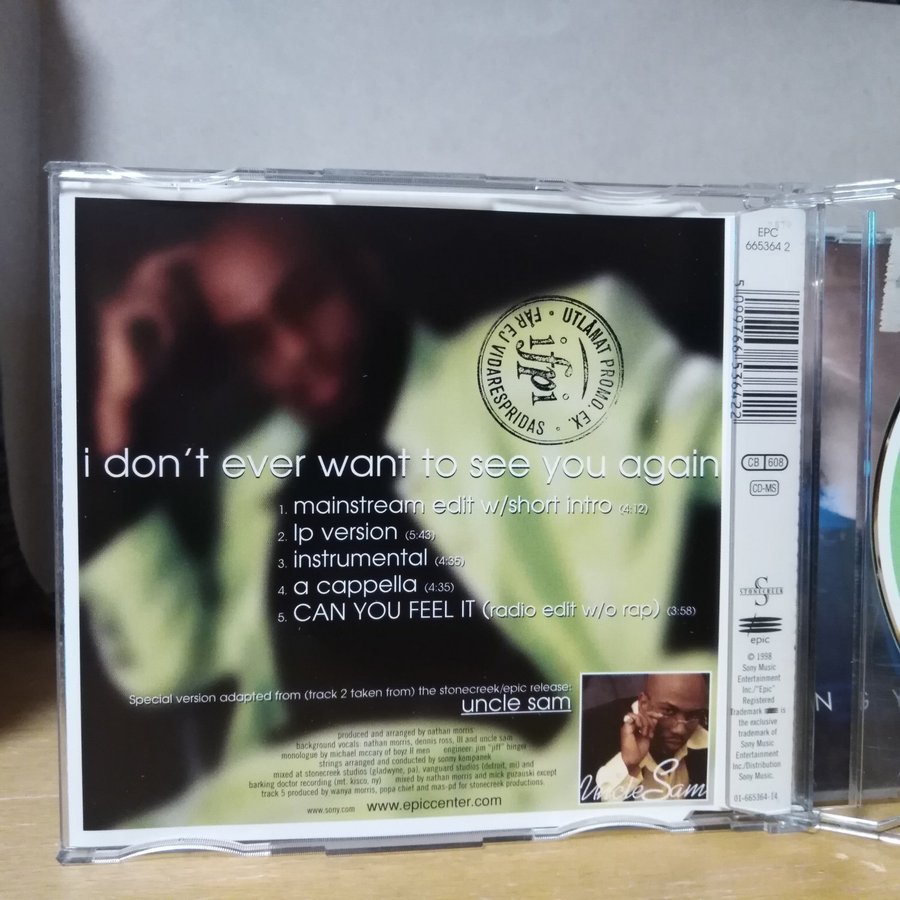 EPC
665364 2
5099766536422
UTLÅNAT PROMO. EX.
FÅR EJ VIDARESPRIDAS
ifpi
i don't ever want to see you again
1. mainstream edit w/short intro (4:12)
2. lp version (5:43)
3. instrumental (4:35)
4. a cappella (4:35)
5. CAN YOU FEEL IT (radio edit w/o rap) (3:58)
CB 608
CD-MS
S
STONECREEK
epic
© 1998
Sony Music
Entertainment
Inc./"Epic"
Registered
Trademark is
the exclusive
trademark of
Sony Music
Entertainment
Inc./Distribution
Sony Music.
01-665364-14
Special version adapted from (track 2 taken from) the stonecreek/epic release:
uncle sam
produced and arranged by nathan morris
background vocals: nathan morris, dennis ross, III and uncle sam
monologue by michael mccary of boyz II men engineer: jim "jiff" hinger
strings arranged and conducted by sonny kompanek
mixed at stonecreek studios (gladwyne, pa), vanguard studios (detroit, mi) and
barking doctor recording (mt. kisco, ny) mixed by nathan morris and mick guzauski except
track 5 produced by wanya morris, popa chief and mas-pd for stonecreek productions.
www.sony.com www.epiccenter.com
Uncle Sam
N G